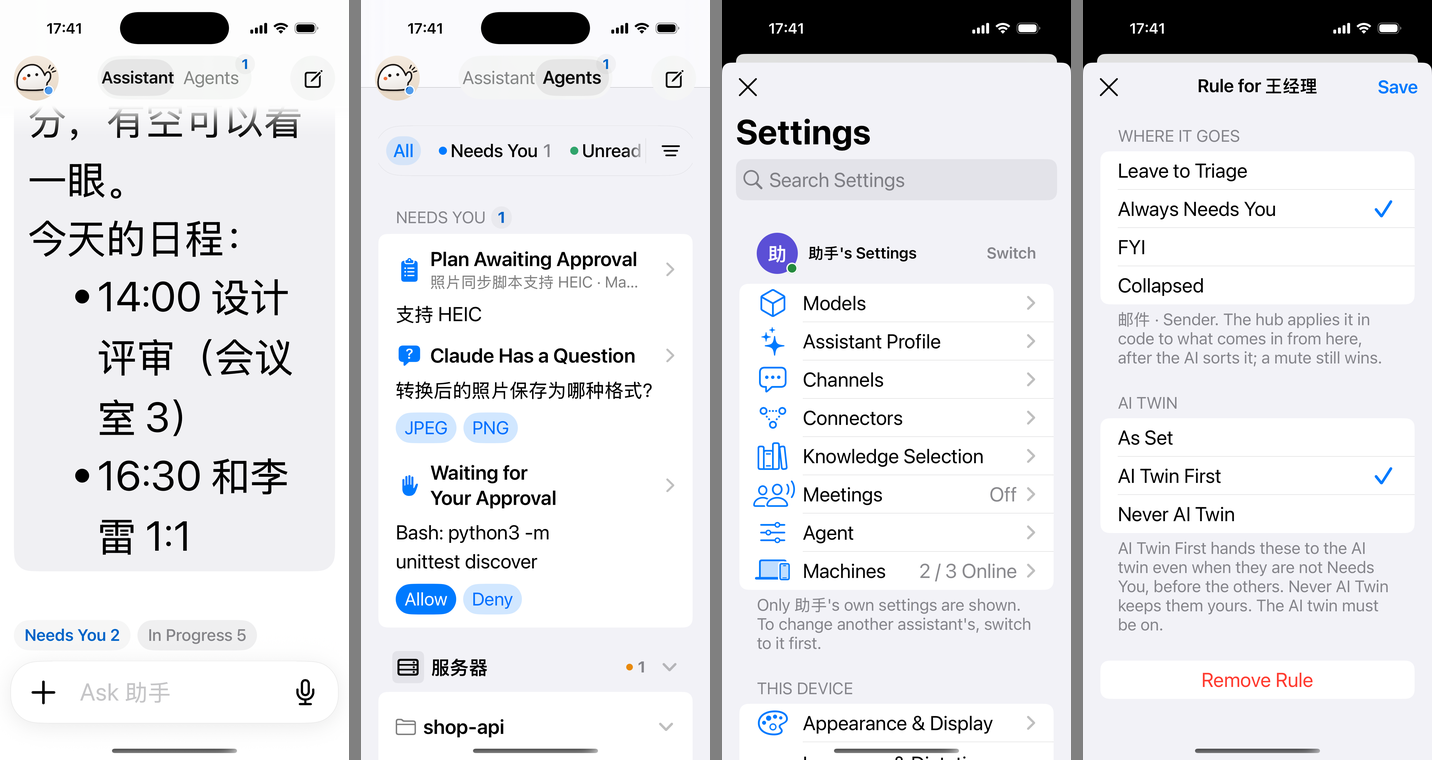 17:41
Assistant
Agents
1
分，有空可以看
一眼。
今天的日程：
•14:00 设计
评审（会议
室 3）
•16:30 和李
雷 1:1
Needs You 2
In Progress 5
Ask 助手
17:41
Assistant
Agents
1
All
Needs You 1
Unread
NEEDS YOU 1
Plan Awaiting Approval
照片同步脚本支持 HEIC · Ma...
支持 HEIC
Claude Has a Question
转换后的照片保存为哪种格式?
JPEG
PNG
Waiting for
Your Approval
Bash: python3 -m
unittest discover
Allow
Deny
服务器
1
shop-api
17:41
Settings
Search Settings
助
助手's Settings
Switch
Models
Assistant Profile
Channels
Connectors
Knowledge Selection
Meetings
Off
Agent
Machines
2 / 3 Online
Only 助手's own settings are shown.
To change another assistant's, switch
to it first.
THIS DEVICE
Appearance & Display
17:41
Rule for 王经理
Save
WHERE IT GOES
Leave to Triage
Always Needs You
FYI
Collapsed
邮件 · Sender. The hub applies it in
code to what comes in from here,
after the AI sorts it; a mute still wins.
AI TWIN
As Set
AI Twin First
Never AI Twin
AI Twin First hands these to the AI
twin even when they are not Needs
You, before the others. Never AI Twin
keeps them yours. The AI twin must
be on.
Remove Rule